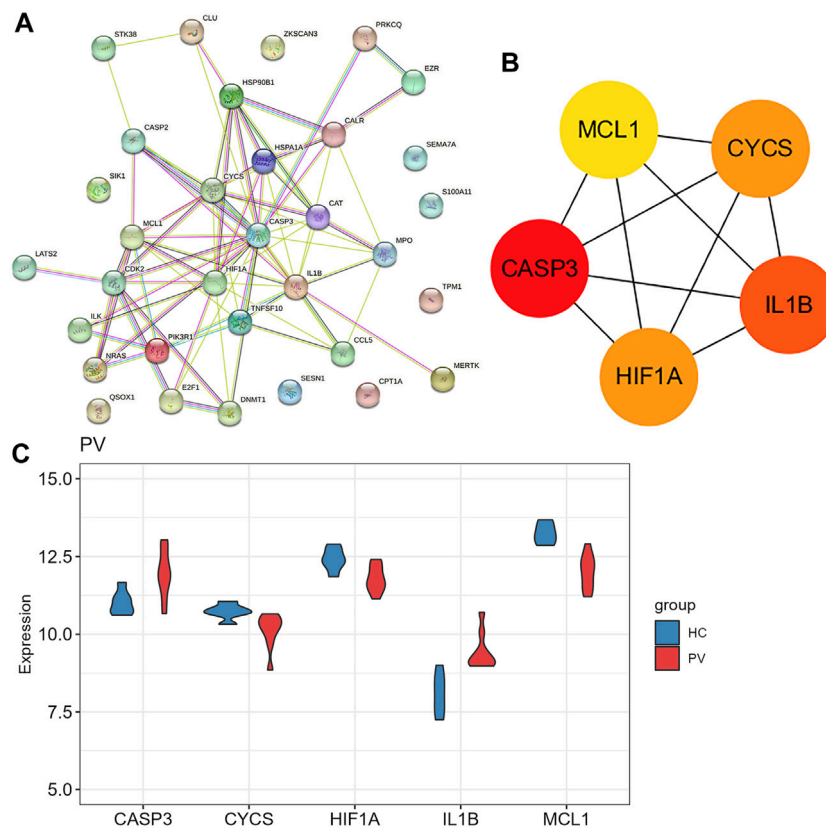 A
CLU
STK38
ZKSCAN3
PRKCQ
EZR
HSP90B1
CASP2
CALR
HSPA1A
SEMA7A
SIK1
CYCS
S100A11
CAT
MCL1
CASP3
MPO
LATS2
CDK2
HIF1A
IL1B
TPM1
ILK
TNFSF10
PIK3R1
CCL5
NRAS
MERTK
E2F1
SESN1
CPT1A
QSOX1
DNMT1
B
MCL1
CYCS
CASP3
IL1B
HIF1A
C
PV
15.0
12.5
10.0
7.5
5.0
Expression
CASP3 CYCS HIF1A IL1B MCL1
group
HC
PV